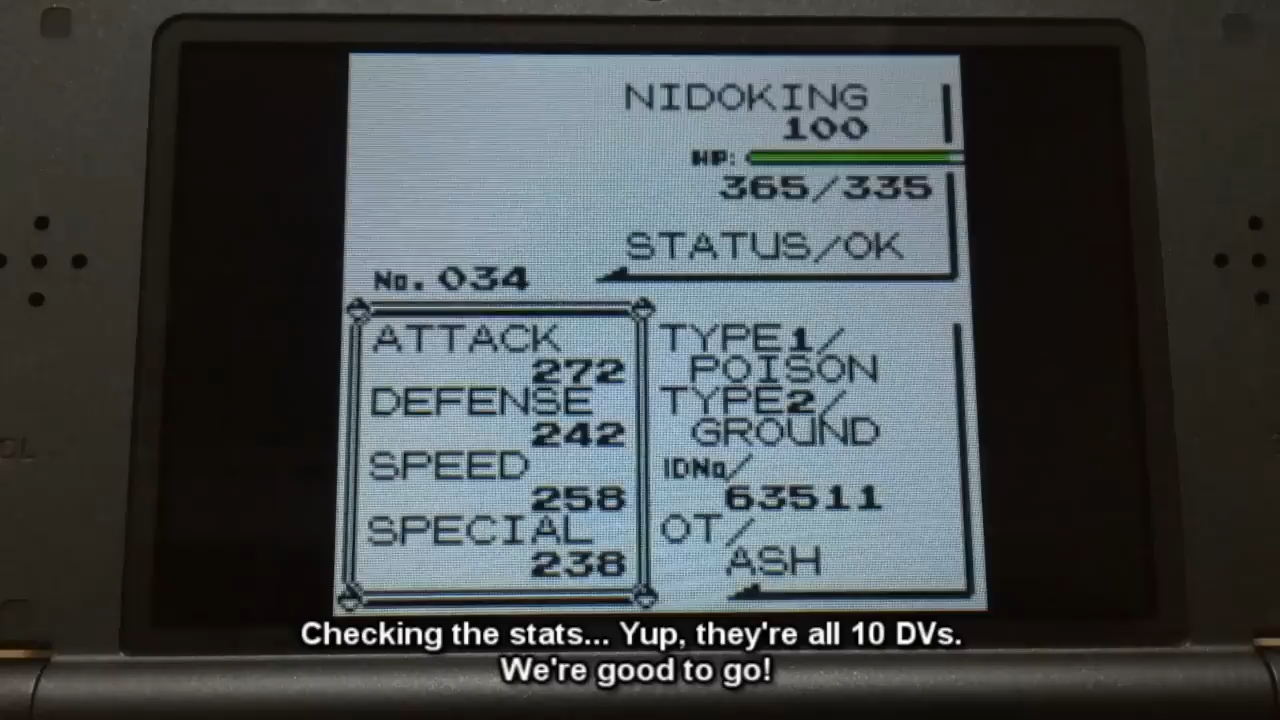 NIDOKING
100
HP:
365/335
STATUS/OK
No. 034
ATTACK
272
DEFENSE
242
SPEED
258
SPECIAL
238
TYPE1/
POISON
TYPE2/
GROUND
IDNo/
63511
OT/
ASH
Checking the stats... Yup, they're all 10 DVs.
We're good to go!